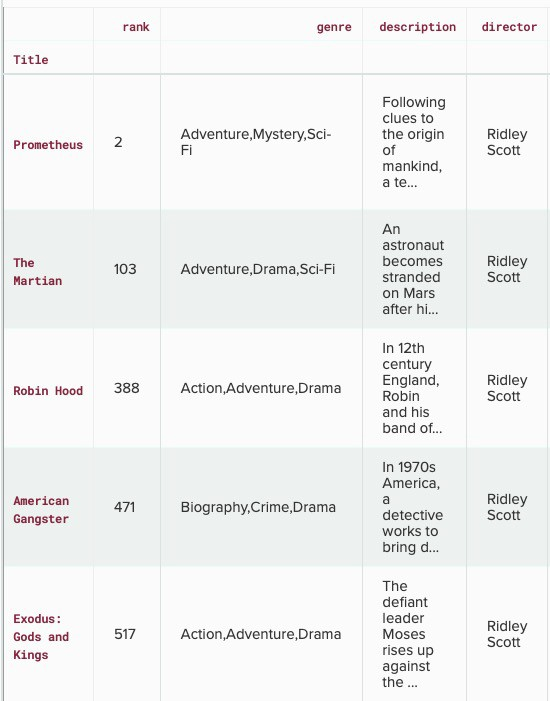 rank genre description director
Title
Prometheus 2 Adventure,Mystery,Sci-
Fi Following
clues to
the origin
of
mankind,
a te... Ridley
Scott
The
Martian 103 Adventure,Drama,Sci-Fi An
astronaut
becomes
stranded
on Mars
after hi... Ridley
Scott
Robin Hood 388 Action,Adventure,Drama In 12th
century
England,
Robin
and his
band of... Ridley
Scott
American
Gangster 471 Biography,Crime,Drama In 1970s
America,
a
detective
works to
bring d... Ridley
Scott
Exodus:
Gods and
Kings 517 Action,Adventure,Drama The
defiant
leader
Moses
rises up
against
the ... Ridley
Scott